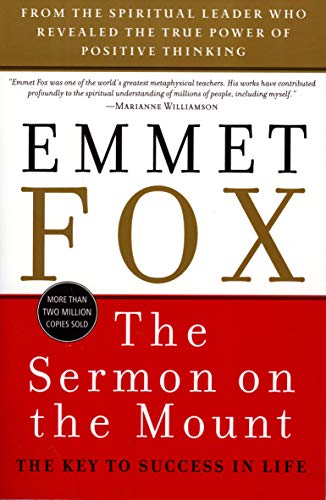 FROM THE SPIRITUAL LEADER WHO
REVEALED THE TRUE POWER OF
POSITIVE THINKING
"Emmet Fox was one of the world's greatest metaphysical teachers. His works have contributed
profoundly to the spiritual understanding of millions of people, including myself."
—MARIANNE WILLIAMSON
EMMET
FOX
MORE THAN
TWO MILLION
COPIES SOLD
The
Sermon on
the Mount
THE KEY TO SUCCESS IN LIFE